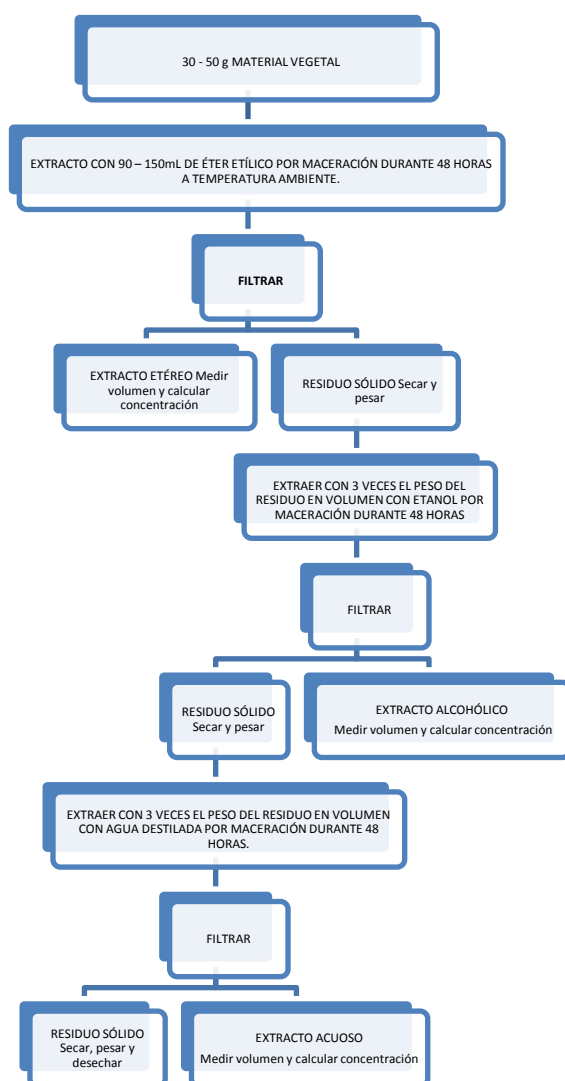 30 - 50 g MATERIAL VEGETAL
EXTRACTO CON 90 – 150mL DE ÉTER ETÍLICO POR MACERACIÓN DURANTE 48 HORAS
A TEMPERATURA AMBIENTE.
FILTRAR
EXTRACTO ETÉREO Medir
volumen y calcular
concentración
RESIDUO SÓLIDO Secar y
pesar
EXTRAER CON 3 VECES EL PESO DEL
RESIDUO EN VOLUMEN CON ETANOL POR
MACERACIÓN DURANTE 48 HORAS
FILTRAR
RESIDUO SÓLIDO
Secar y pesar
EXTRACTO ALCOHÓLICO
Medir volumen y calcular concentración
EXTRAER CON 3 VECES EL PESO DEL RESIDUO EN VOLUMEN
CON AGUA DESTILADA POR MACERACIÓN DURANTE 48
HORAS.
FILTRAR
RESIDUO SÓLIDO
Secar, pesar y
desechar
EXTRACTO ACUOSO
Medir volumen y calcular concentración